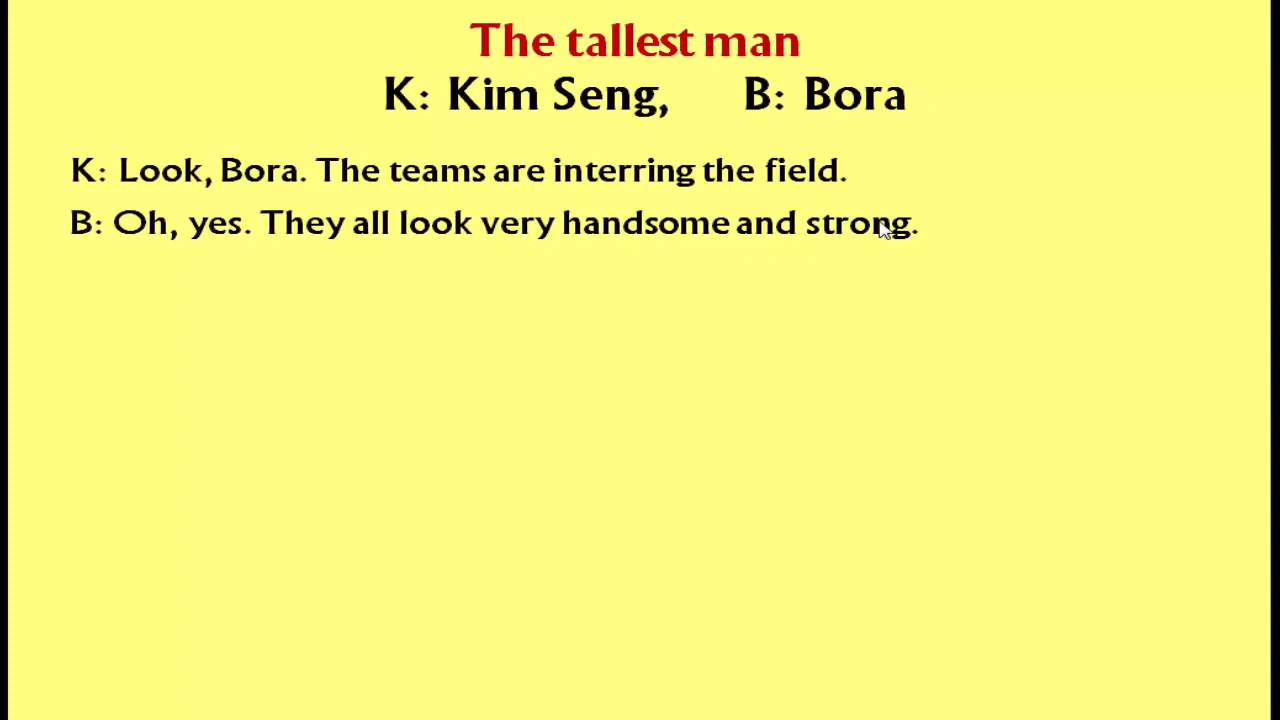 The tallest man
K: Kim Seng, B: Bora
K: Look, Bora. The teams are interring the field.
B: Oh, yes. They all look very handsome and strong.